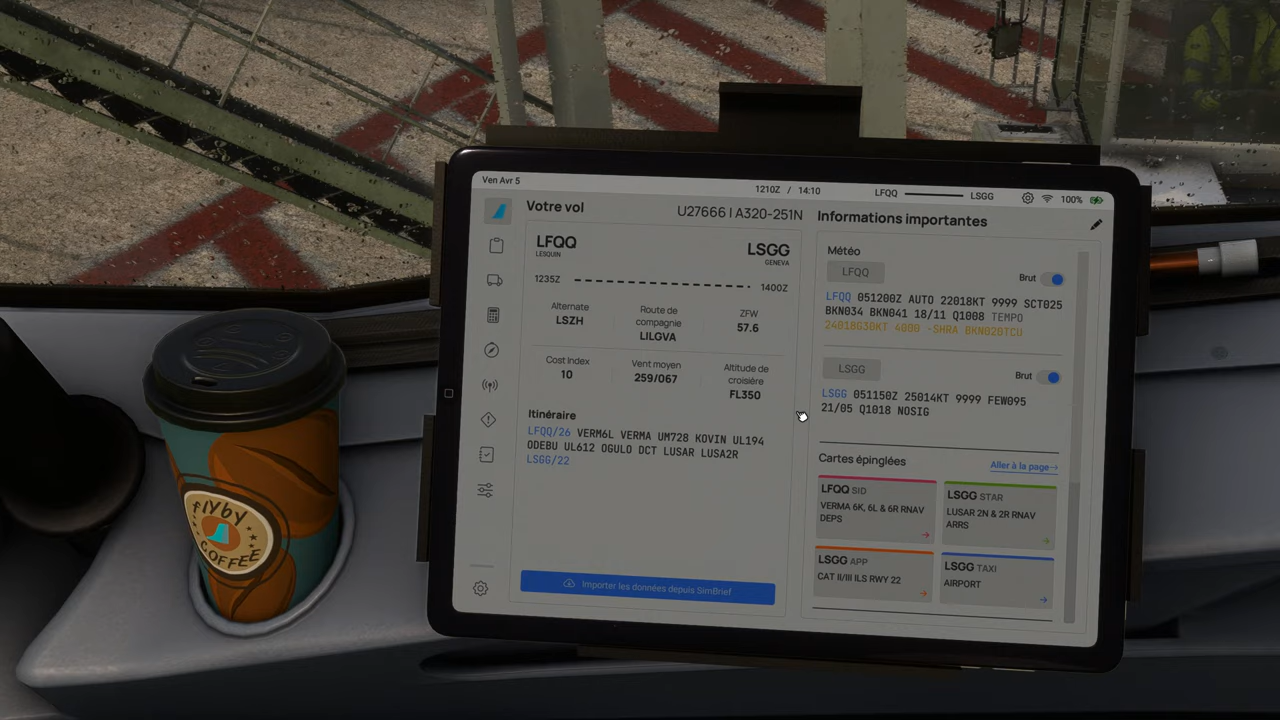 Ven Avr 5
1210Z / 14:10
LFQQ
LSGG
100%
Votre vol
U27666 | A320-251N
LFQQ
LESQUIN
LSGG
GENEVA
1235Z
1400Z
Alternate
LSZH
Route de
compagnie
LILGVA
ZFW
57.6
Cost Index
10
Vent moyen
259/067
Altitude de
croisière
FL350
Itinéraire
LFQQ/26 VERM6L VERMA UM728 KOVIN UL194
ODEBU UL612 OGULO DCT LUSAR LUSA2R
LSGG/22
Importer les données depuis SimBrief
Informations importantes
Météo
LFQQ
Brut
LFQQ 051200Z AUTO 22018KT 9999 SCT025
BKN034 BKN041 18/11 Q1008 TEMPO
24018G30KT 4000 -SHRA BKN020TCU
LSGG
Brut
LSGG 051150Z 25014KT 9999 FEW095
21/05 Q1018 NOSIG
Cartes épinglées
Aller à la page
LFQQ SID
VERMA 6K, 6L & 6R RNAV
DEPS
LSGG STAR
LUSAR 2N & 2R RNAV
ARRS
LSGG APP
CAT II/III ILS RWY 22
LSGG TAXI
AIRPORT
flyby
COFFEE